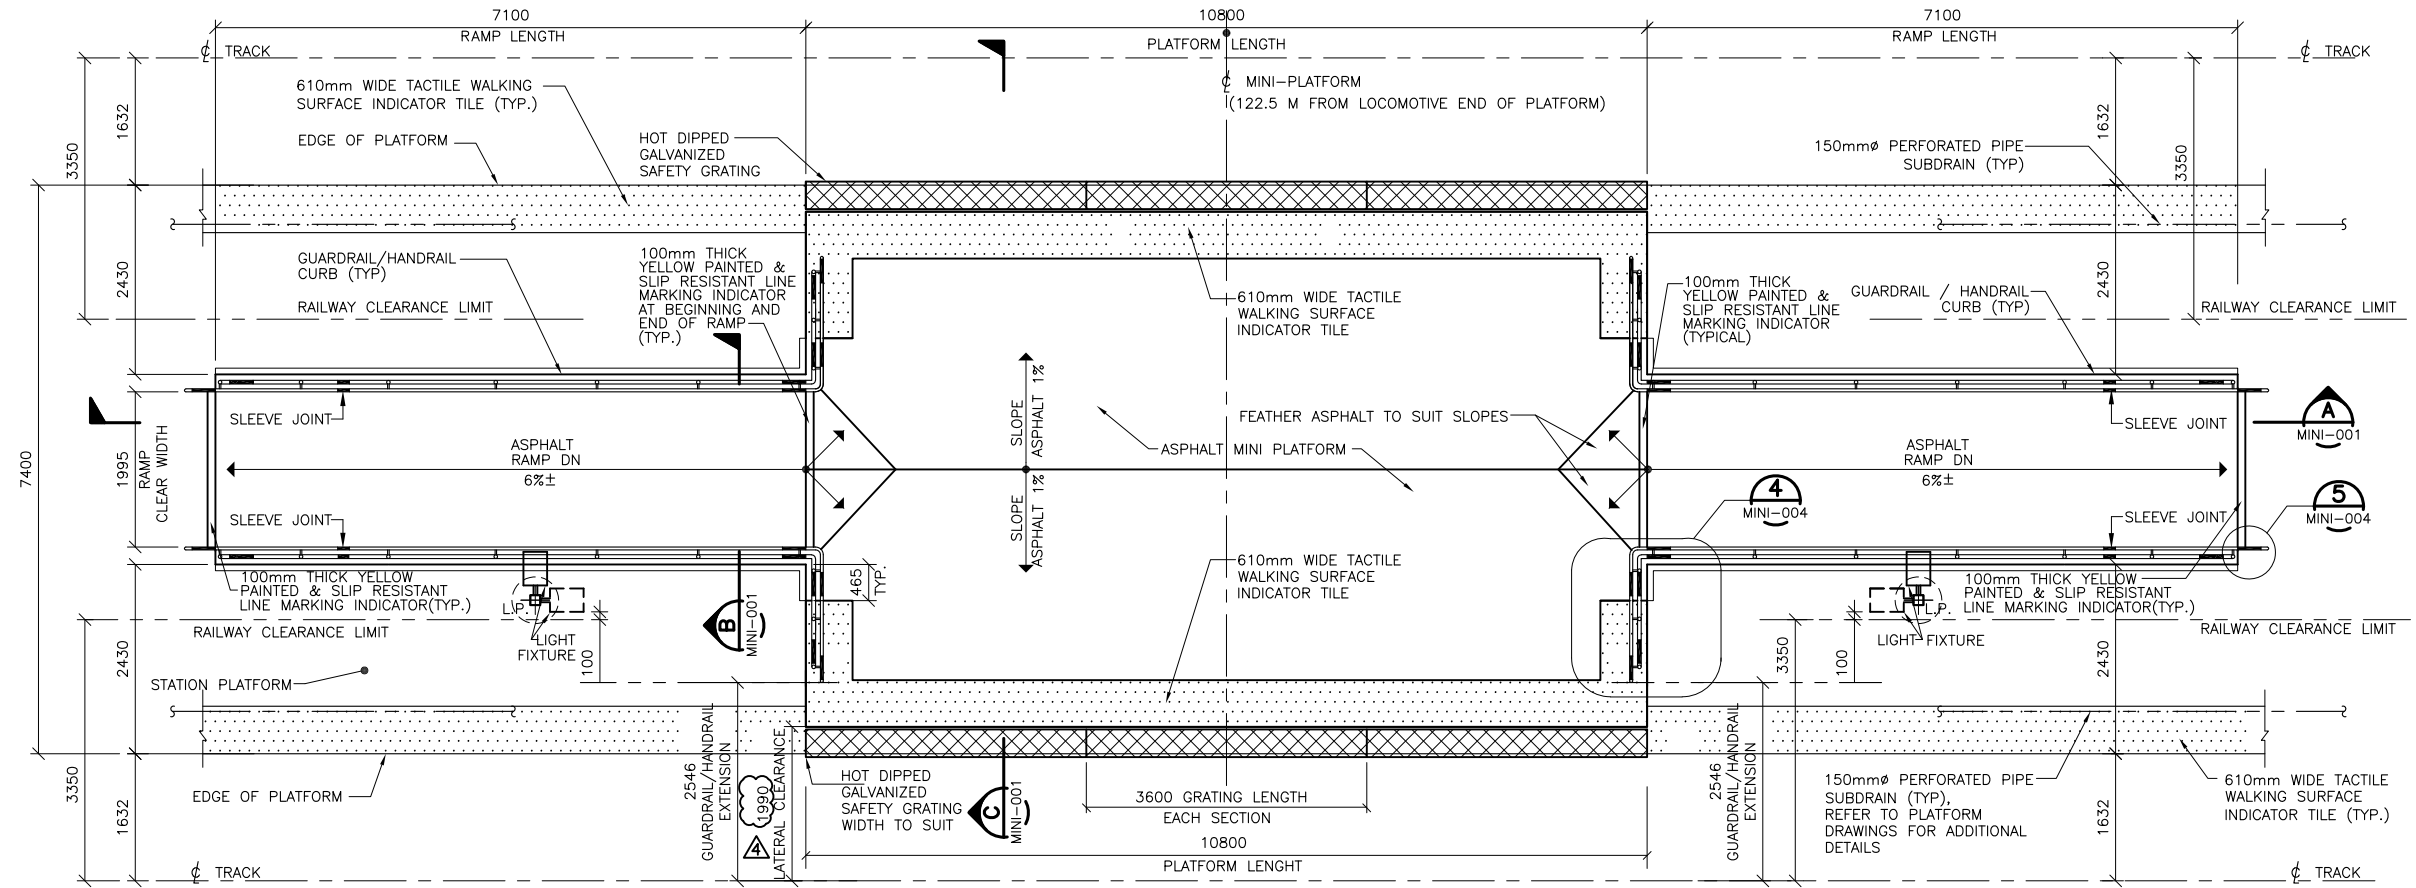 7100
RAMP LENGTH
10800
PLATFORM LENGTH
7100
RAMP LENGTH
℄ TRACK
℄ TRACK
℄ MINI-PLATFORM
(122.5 M FROM LOCOMOTIVE END OF PLATFORM)
610mm WIDE TACTILE WALKING
SURFACE INDICATOR TILE (TYP.)
EDGE OF PLATFORM
HOT DIPPED
GALVANIZED
SAFETY GRATING
150mmø PERFORATED PIPE
SUBDRAIN (TYP)
1632
3350
2430
1632
3350
2430
GUARDRAIL/HANDRAIL
CURB (TYP)
RAILWAY CLEARANCE LIMIT
100mm THICK
YELLOW PAINTED &
SLIP RESISTANT LINE
MARKING INDICATOR
AT BEGINNING AND
END OF RAMP
(TYP.)
610mm WIDE TACTILE
WALKING SURFACE
INDICATOR TILE
100mm THICK
YELLOW PAINTED &
SLIP RESISTANT LINE
MARKING INDICATOR
(TYPICAL)
GUARDRAIL / HANDRAIL
CURB (TYP)
RAILWAY CLEARANCE LIMIT
SLEEVE JOINT
SLOPE
ASPHALT 1%
FEATHER ASPHALT TO SUIT SLOPES
SLEEVE JOINT
A
MINI-001
7400
1995
RAMP
CLEAR WIDTH
ASPHALT
RAMP DN
6%±
ASPHALT MINI PLATFORM
ASPHALT
RAMP DN
6%±
SLOPE
ASPHALT 1%
4
MINI-004
5
MINI-004
SLEEVE JOINT
SLEEVE JOINT
100mm THICK YELLOW
PAINTED & SLIP RESISTANT
LINE MARKING INDICATOR(TYP.)
L.P.
LIGHT
FIXTURE
465
TYP.
610mm WIDE TACTILE
WALKING SURFACE
INDICATOR TILE
100mm THICK YELLOW
PAINTED & SLIP RESISTANT
LINE MARKING INDICATOR(TYP.)
L.P.
LIGHT FIXTURE
RAILWAY CLEARANCE LIMIT
RAILWAY CLEARANCE LIMIT
B
MINI-001
2430
100
3350
100
2430
STATION PLATFORM
EDGE OF PLATFORM
3350
1632
2546
GUARDRAIL/HANDRAIL
EXTENSION
1990
4
LATERAL CLEARANCE
HOT DIPPED
GALVANIZED
SAFETY GRATING
WIDTH TO SUIT
C
MINI-001
3600 GRATING LENGTH
EACH SECTION
10800
PLATFORM LENGHT
2546
GUARDRAIL/HANDRAIL
EXTENSION
150mmø PERFORATED PIPE
SUBDRAIN (TYP),
REFER TO PLATFORM
DRAWINGS FOR ADDITIONAL
DETAILS
1632
610mm WIDE TACTILE
WALKING SURFACE
INDICATOR TILE (TYP.)
℄ TRACK
℄ TRACK